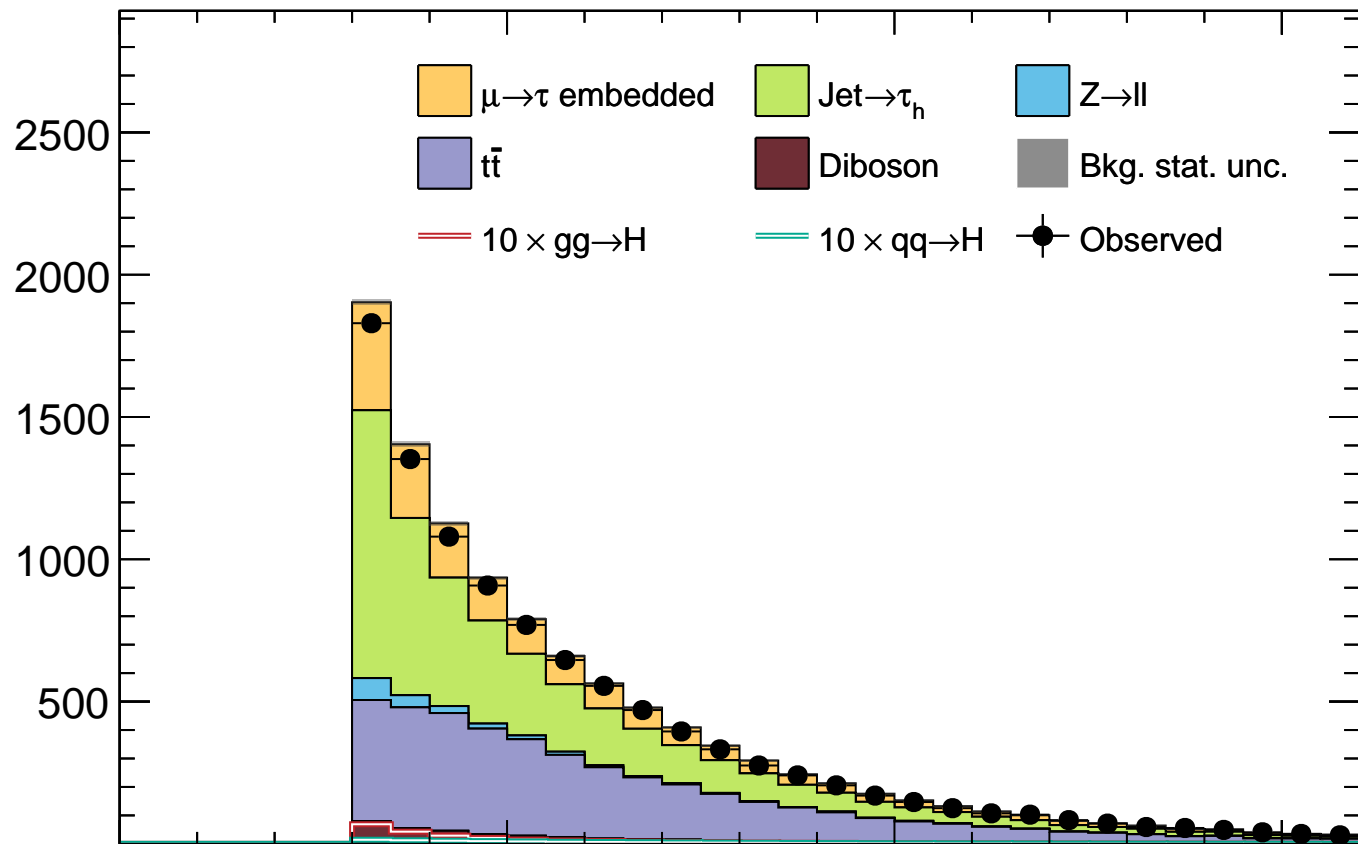 μ→τ embedded Jet→τₕ Z→ll
tt̄ Diboson Bkg. stat. unc.
10 × gg→H 10 × qq→H Observed
2500
2000
1500
1000
500